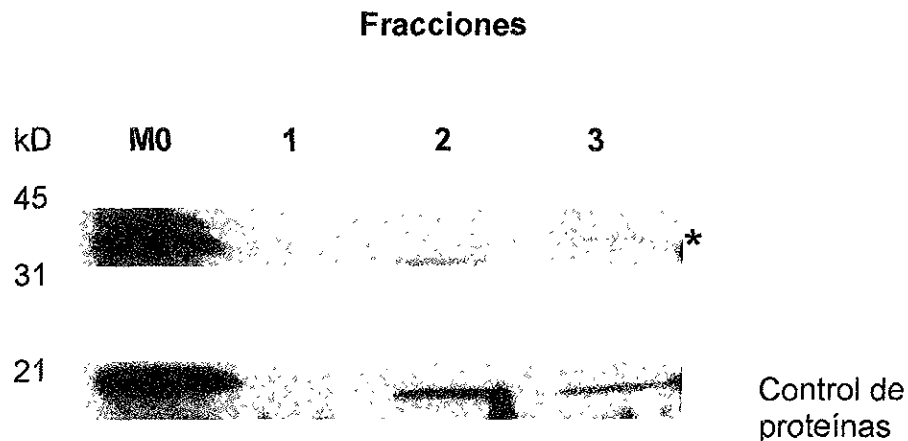 Fracciones
kD M0 1 2 3
45
*
31
21
Control de
proteínas